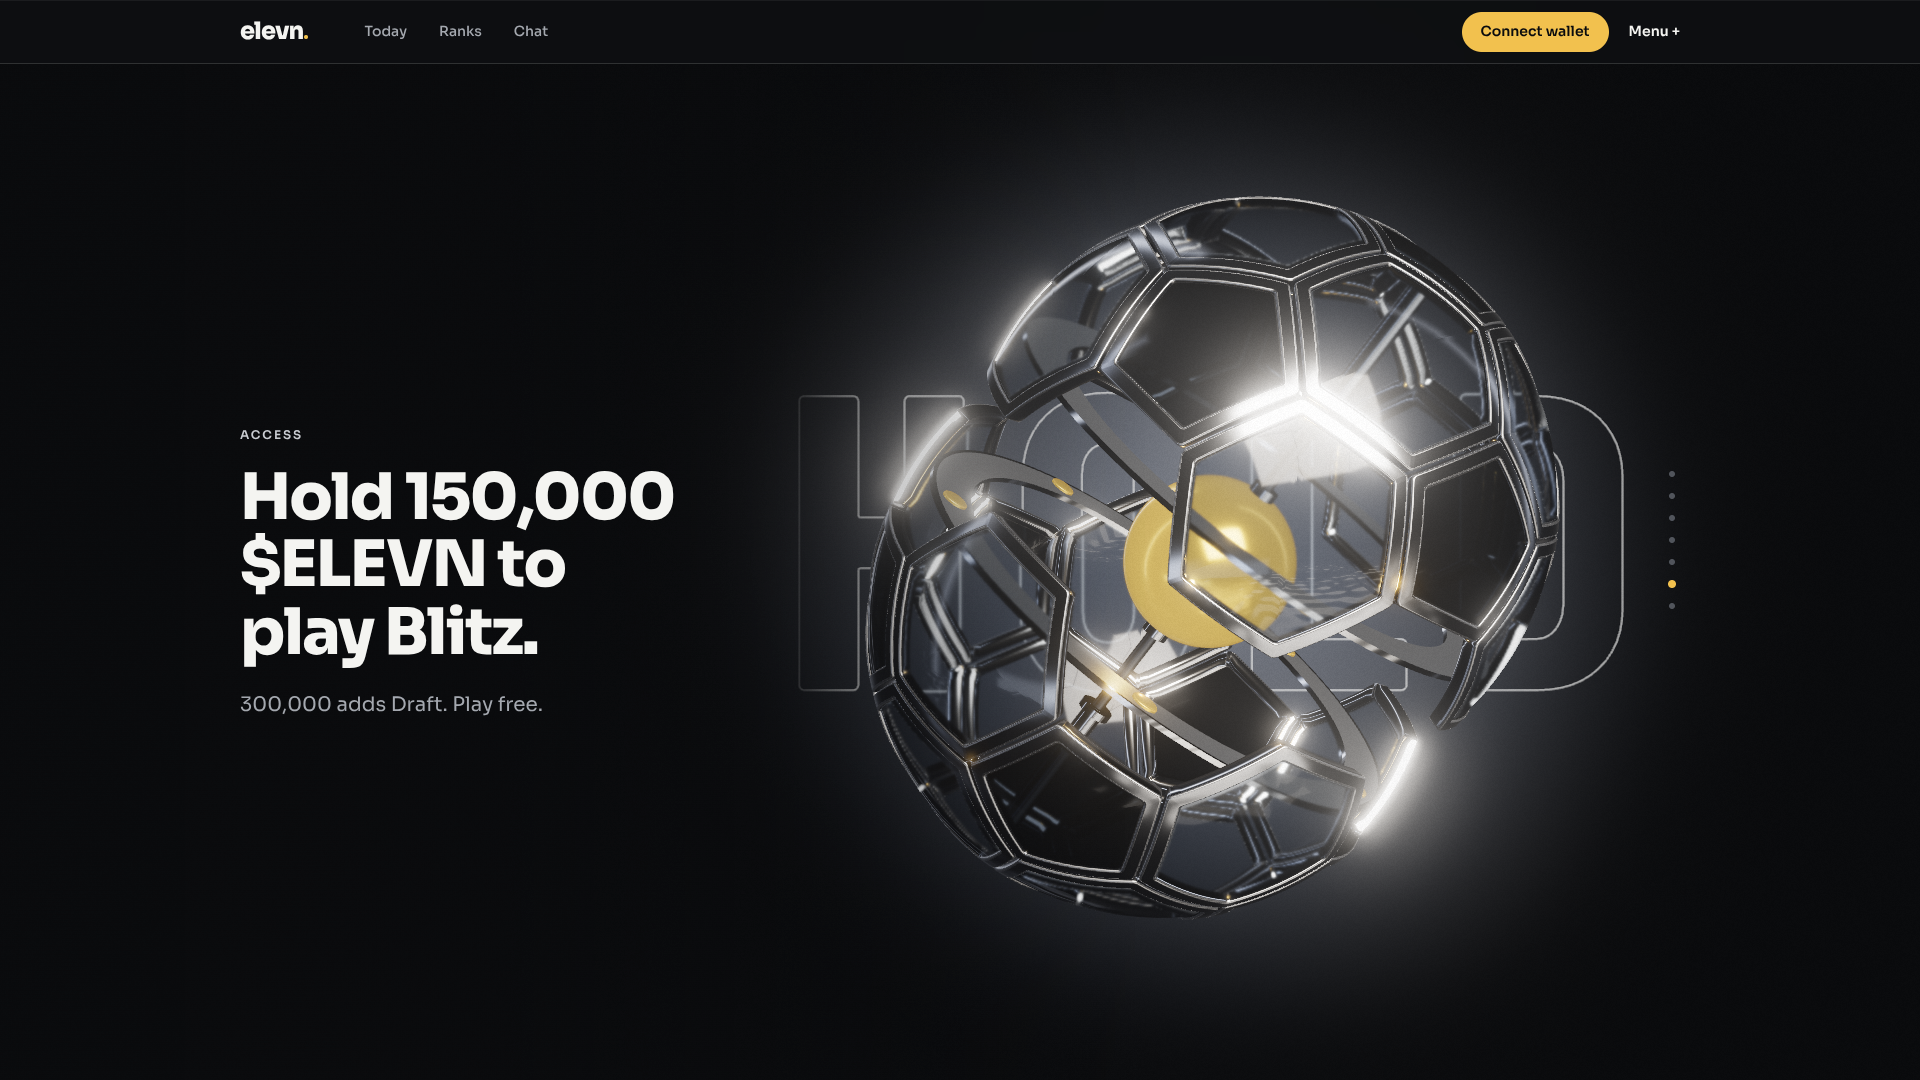 elevn.
Today
Ranks
Chat
Connect wallet
Menu +
ACCESS
Hold 150,000
$ELEVN to
play Blitz.
300,000 adds Draft. Play free.
HOLD